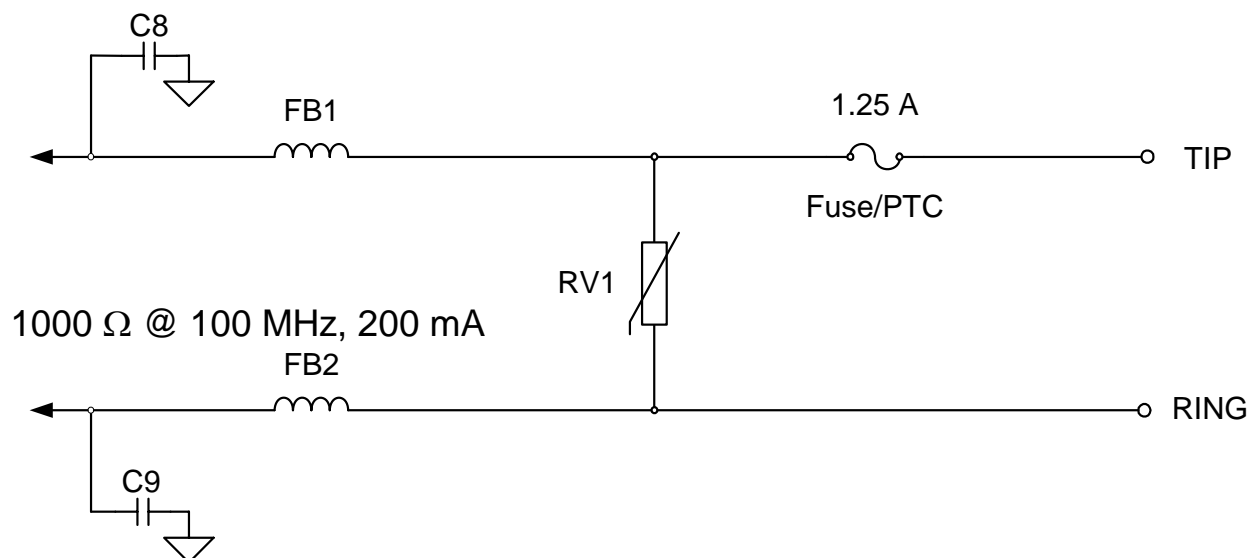 C8
FB1
1.25 A
TIP
Fuse/PTC
RV1
1000 Ω @ 100 MHz, 200 mA
FB2
RING
C9